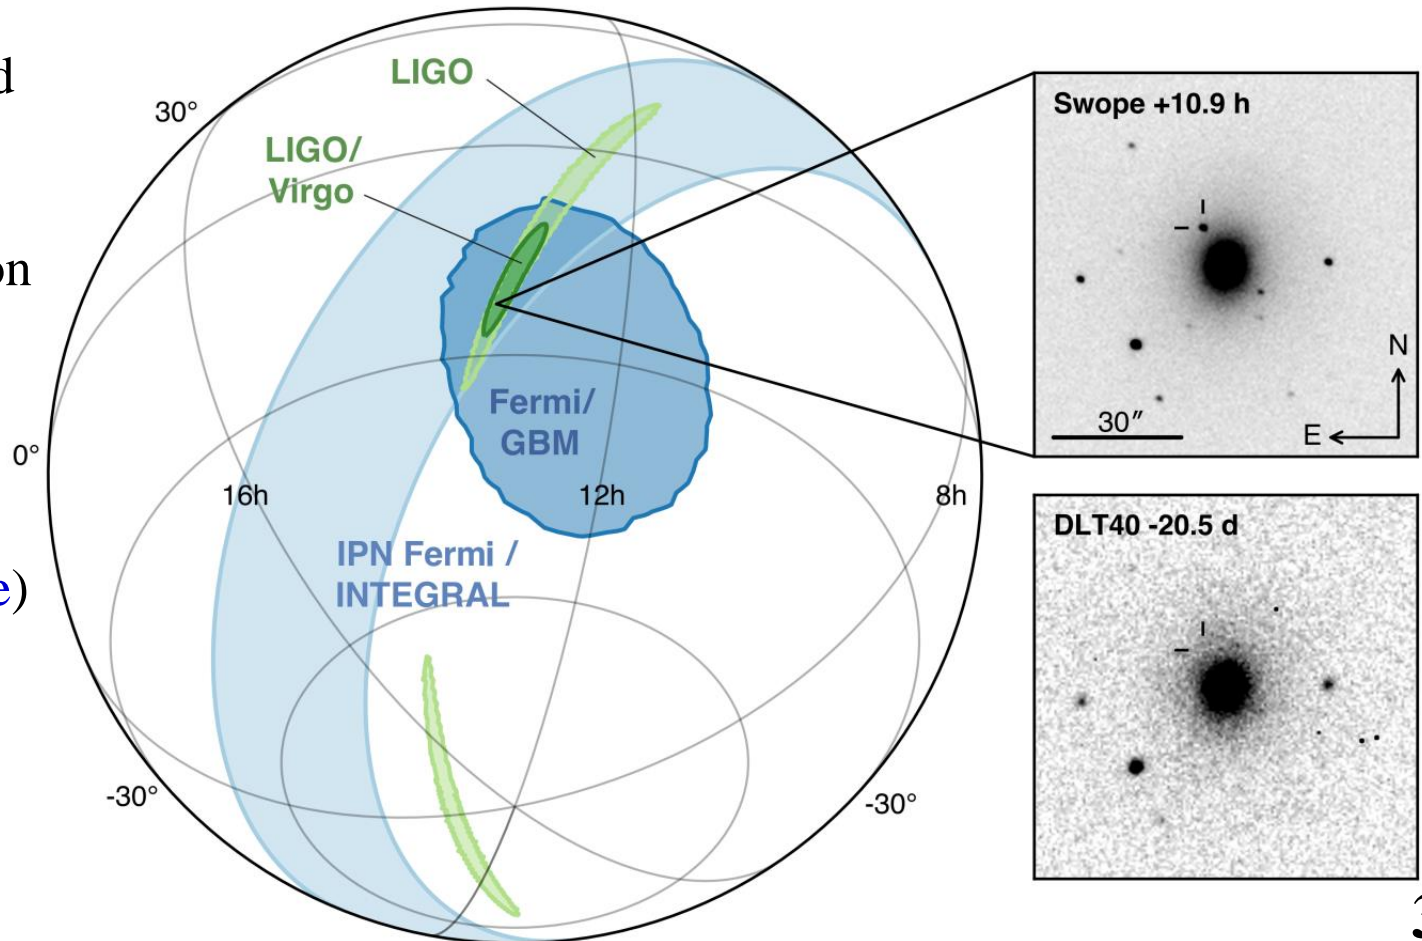 d
on
e)
LIGO
30°
LIGO/
Virgo
Fermi/
GBM
0°
16h
12h
8h
IPN Fermi /
INTEGRAL
-30°
-30°
Swope +10.9 h
N
30″
E
DLT40 -20.5 d